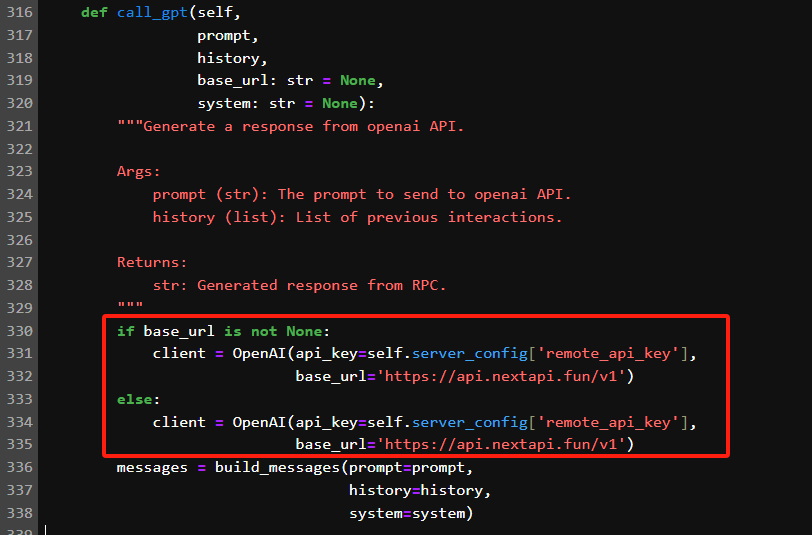 316 def call_gpt(self,
317 prompt,
318 history,
319 base_url: str = None,
320 system: str = None):
321 """Generate a response from openai API.
322
323 Args:
324 prompt (str): The prompt to send to openai API.
325 history (list): List of previous interactions.
326
327 Returns:
328 str: Generated response from RPC.
329 """
330 if base_url is not None:
331 client = OpenAI(api_key=self.server_config['remote_api_key'],
332 base_url='https://api.nextapi.fun/v1')
333 else:
334 client = OpenAI(api_key=self.server_config['remote_api_key'],
335 base_url='https://api.nextapi.fun/v1')
336 messages = build_messages(prompt=prompt,
337 history=history,
338 system=system)
339